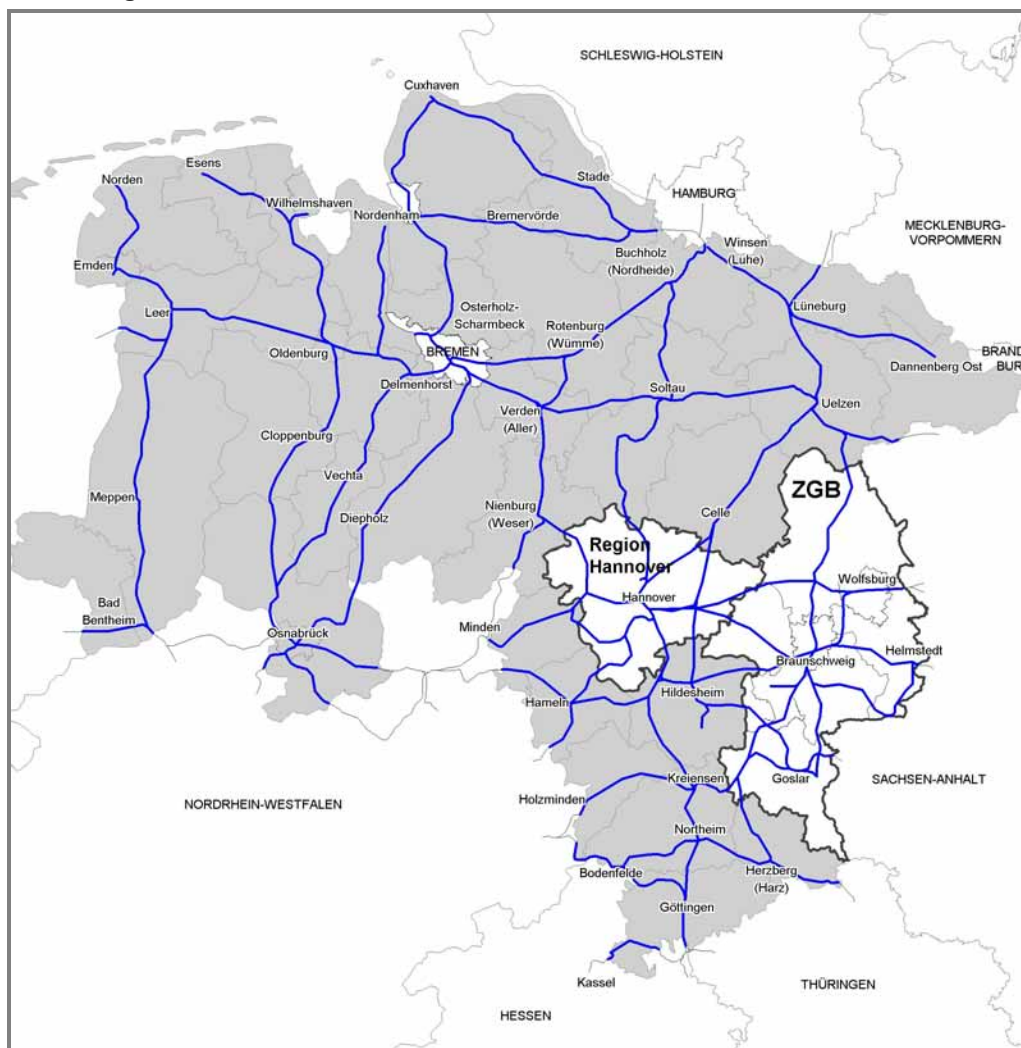 SCHLESWIG-HOLSTEIN
Cuxhaven
Esens
Norden
Stade
HAMBURG
Wilhelmshaven
Nordenham
Bremervörde
MECKLENBURG-
VORPOMMERN
Buchholz
(Nordheide)
Winsen
(Luhe)
Emden
Leer
Osterholz-
Scharmbeck
Lüneburg
Rotenburg
(Wümme)
Oldenburg
BREMEN
BRAND
BUR
Dannenberg Ost
Delmenhorst
Soltau
Uelzen
Verden
(Aller)
Cloppenburg
Vechta
Meppen
ZGB
Diepholz
Nienburg
(Weser)
Celle
Region
Hannover
Wolfsburg
Hannover
Bad
Bentheim
Osnabrück
Minden
Helmstedt
Braunschweig
Hameln
Hildesheim
Kreiensen
Goslar
SACHSEN-ANHALT
NORDRHEIN-WESTFALEN
Holzminden
Northeim
Bodenfelde
Herzberg
(Harz)
Göttingen
Kassel
THÜRINGEN
HESSEN